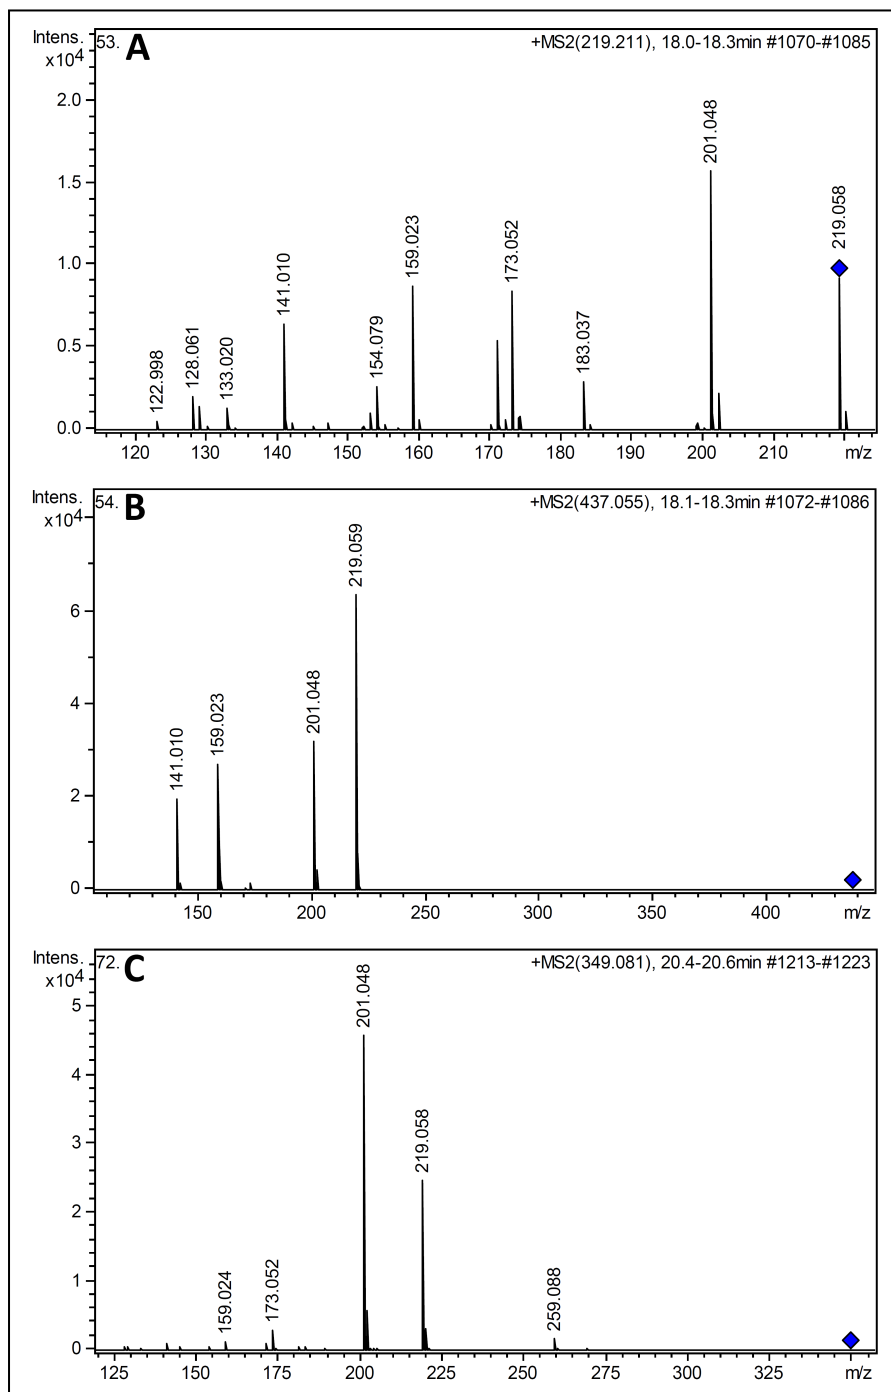 Intens.
x10⁴
53.
A
+MS2(219.211), 18.0-18.3min #1070-#1085
2.0
1.5
1.0
0.5
0.0
122.998
128.061
133.020
141.010
154.079
159.023
173.052
183.037
201.048
219.058
120 130 140 150 160 170 180 190 200 210 m/z
Intens.
x10⁴
54.
B
+MS2(437.055), 18.1-18.3min #1072-#1086
6
4
2
0
141.010
159.023
201.048
219.059
150 200 250 300 350 400 m/z
Intens.
x10⁴
72.
C
+MS2(349.081), 20.4-20.6min #1213-#1223
5
4
3
2
1
0
159.024
173.052
201.048
219.058
259.088
125 150 175 200 225 250 275 300 325 m/z